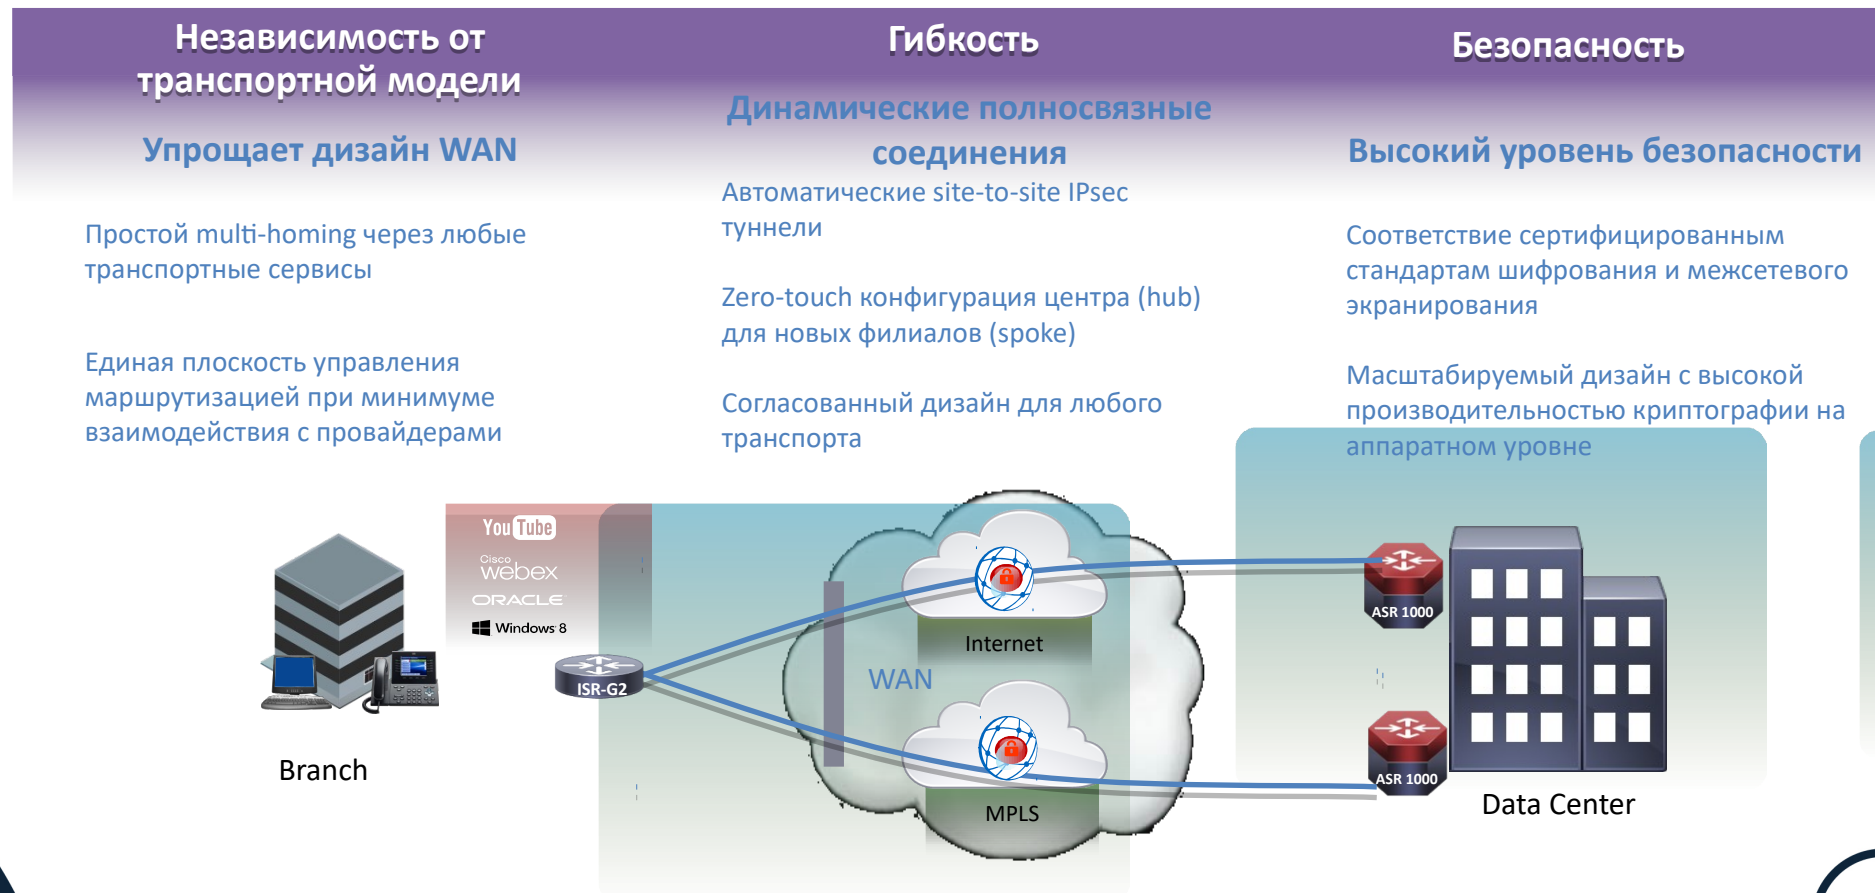 Независимость от
транспортной модели
Упрощает дизайн WAN
Простой multi-homing через любые
транспортные сервисы
Единая плоскость управления
маршрутизацией при минимуме
взаимодействия с провайдерами
Гибкость
Динамические полносвязные
соединения
Автоматические site-to-site IPsec
туннели
Zero-touch конфигурация центра (hub)
для новых филиалов (spoke)
Согласованный дизайн для любого
транспорта
Безопасность
Высокий уровень безопасности
Соответствие сертифицированным
стандартам шифрования и межсетевого
экранирования
Масштабируемый дизайн с высокой
производительностью криптографии на
аппаратном уровне
YouTube
Cisco
webex
ORACLE
Windows 8
ISR-G2
Branch
WAN
Internet
MPLS
ASR 1000
ASR 1000
Data Center